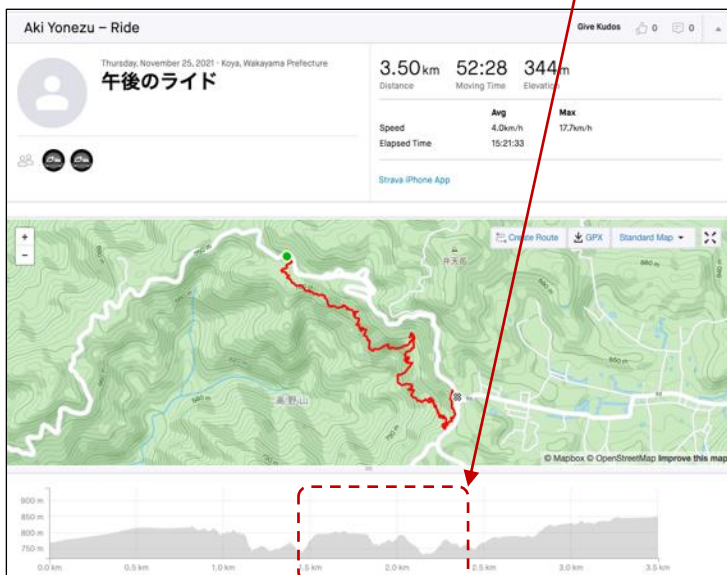 Aki Yonezu – Ride
Give Kudos 0 0
Thursday, November 25, 2021 · Koya, Wakayama Prefecture
午後のライド
3.50km 52:28 344m
Distance Moving Time Elevation
Avg Max
Speed 4.0km/h 17.7km/h
Elapsed Time 15:21:33
Strava iPhone App
+
−
Create Route GPX Standard Map
弁天岳
高野山
© Mapbox © OpenStreetMap Improve this map
900 m
850 m
800 m
750 m
0.0 km 0.5 km 1.0 km 1.5 km 2.0 km 2.5 km 3.0 km 3.5 km